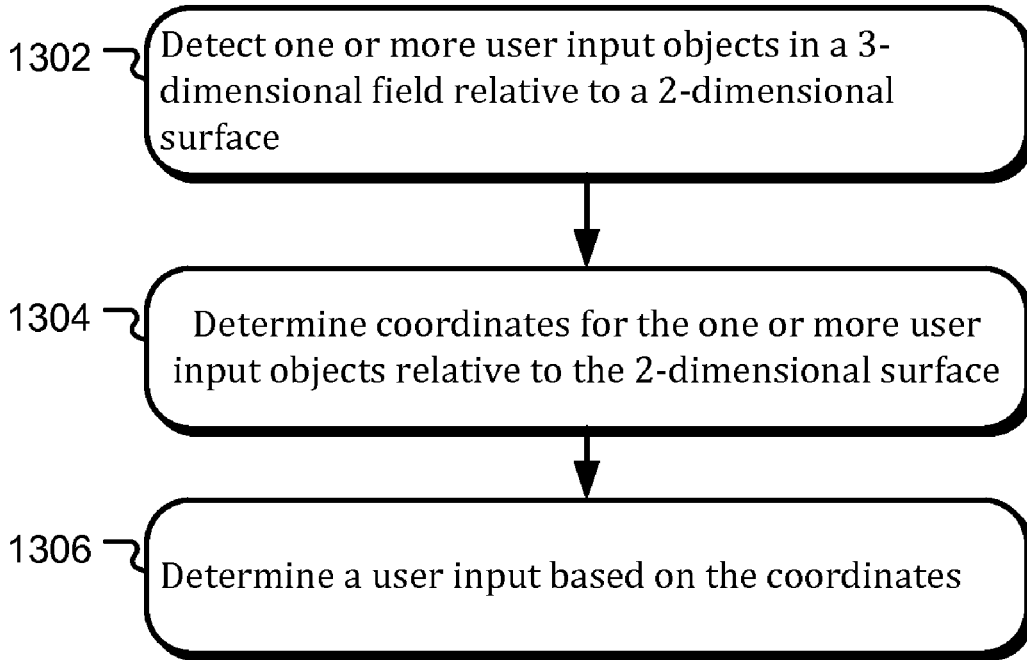 1302
Detect one or more user input objects in a 3-
dimensional field relative to a 2-dimensional
surface
1304
Determine coordinates for the one or more user
input objects relative to the 2-dimensional surface
1306
Determine a user input based on the coordinates